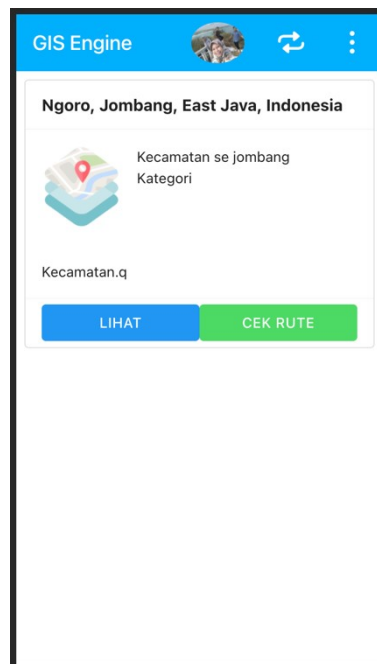 GIS Engine
Ngoro, Jombang, East Java, Indonesia
Kecamatan se jombang
Kategori
Kecamatan.q
LIHAT
CEK RUTE